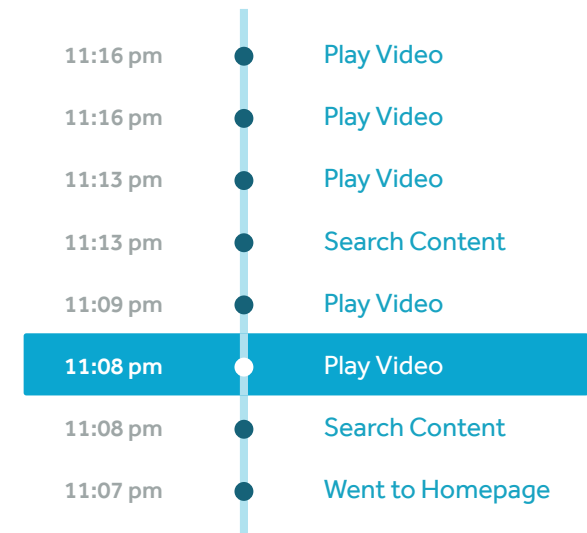 11:16 pm Play Video
11:16 pm Play Video
11:13 pm Play Video
11:13 pm Search Content
11:09 pm Play Video
11:08 pm Play Video
11:08 pm Search Content
11:07 pm Went to Homepage